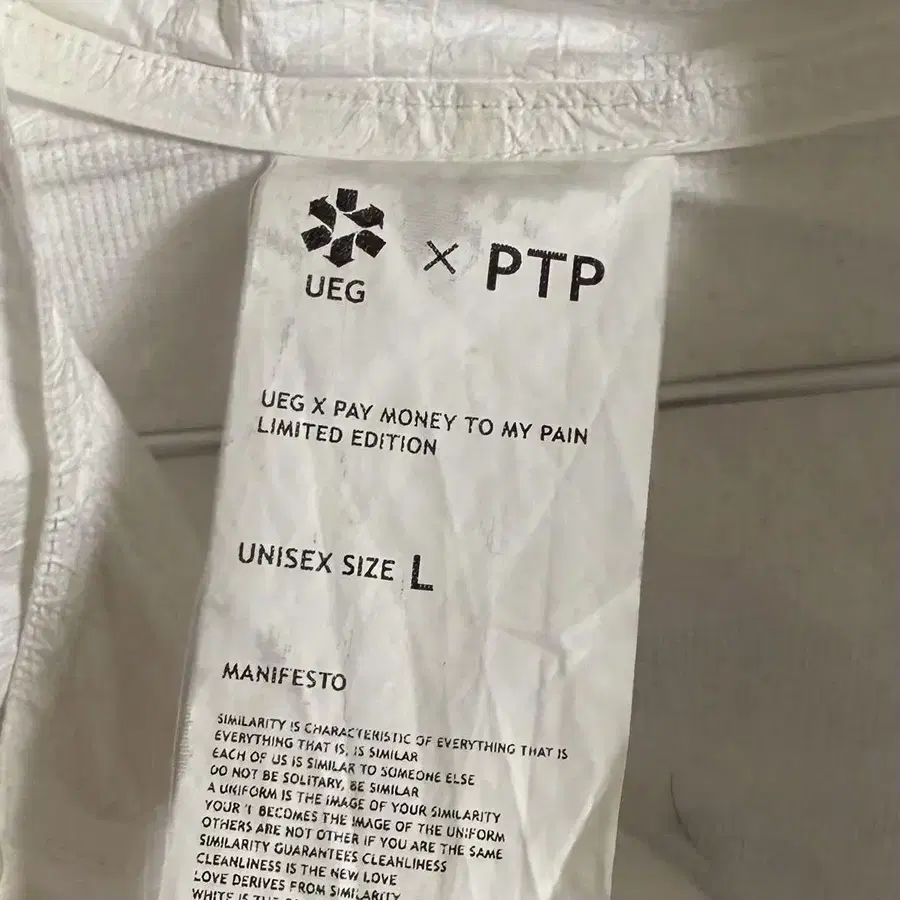 UEG × PTP
UEG X PAY MONEY TO MY PAIN
LIMITED EDITION
UNISEX SIZE L
MANIFESTO
SIMILARITY IS CHARACTERISTIC OF EVERYTHING THAT IS
EVERYTHING THAT IS, IS SIMILAR
EACH OF US IS SIMILAR TO SOMEONE ELSE
DO NOT BE SOLITARY, BE SIMILAR
A UNIFORM IS THE IMAGE OF YOUR SIMILARITY
YOUR 'I' BECOMES THE IMAGE OF THE UNIFORM
OTHERS ARE NOT OTHER IF YOU ARE THE SAME
SIMILARITY GUARANTEES CLEANLINESS
CLEANLINESS IS THE NEW LOVE
LOVE DERIVES FROM SIMILARITY
WHITE IS THE